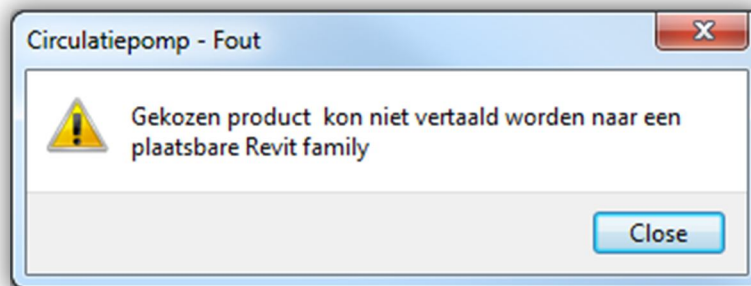 Circulatiepomp - Fout
Gekozen product  kon niet vertaald worden naar een
plaatsbare Revit family
Close